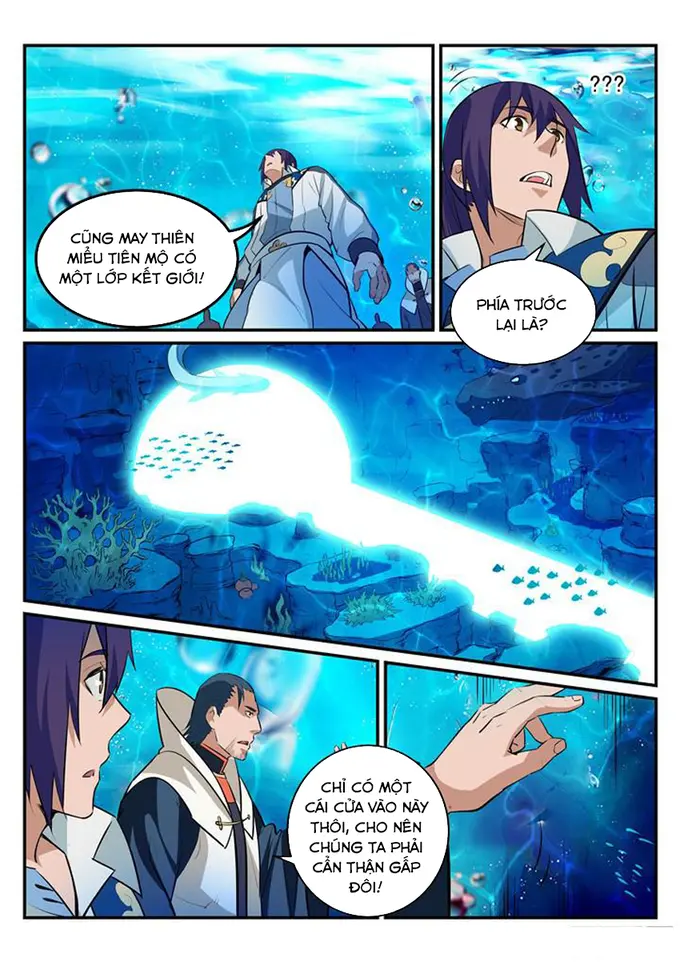 CŨNG MAY THIÊN
MIỂU TIÊN MỘ CÓ
MỘT LỚP KẾT GIỚI!
???
PHÍA TRƯỚC
LẠI LÀ?
CHỈ CÓ MỘT
CÁI CỬA VÀO NÀY
THÔI, CHO NÊN
CHÚNG TA PHẢI
CẨN THẬN GẤP
ĐÔI!